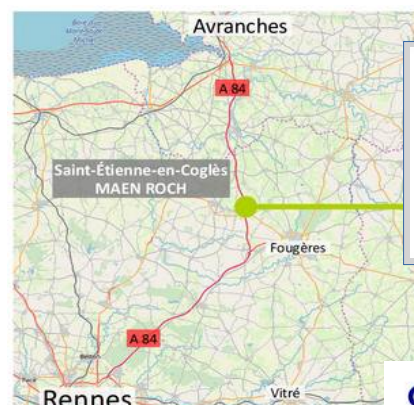 Avranches
A 84
Saint-Étienne-en-Coglès
MAEN ROCH
Fougères
A 84
Rennes
Vitré